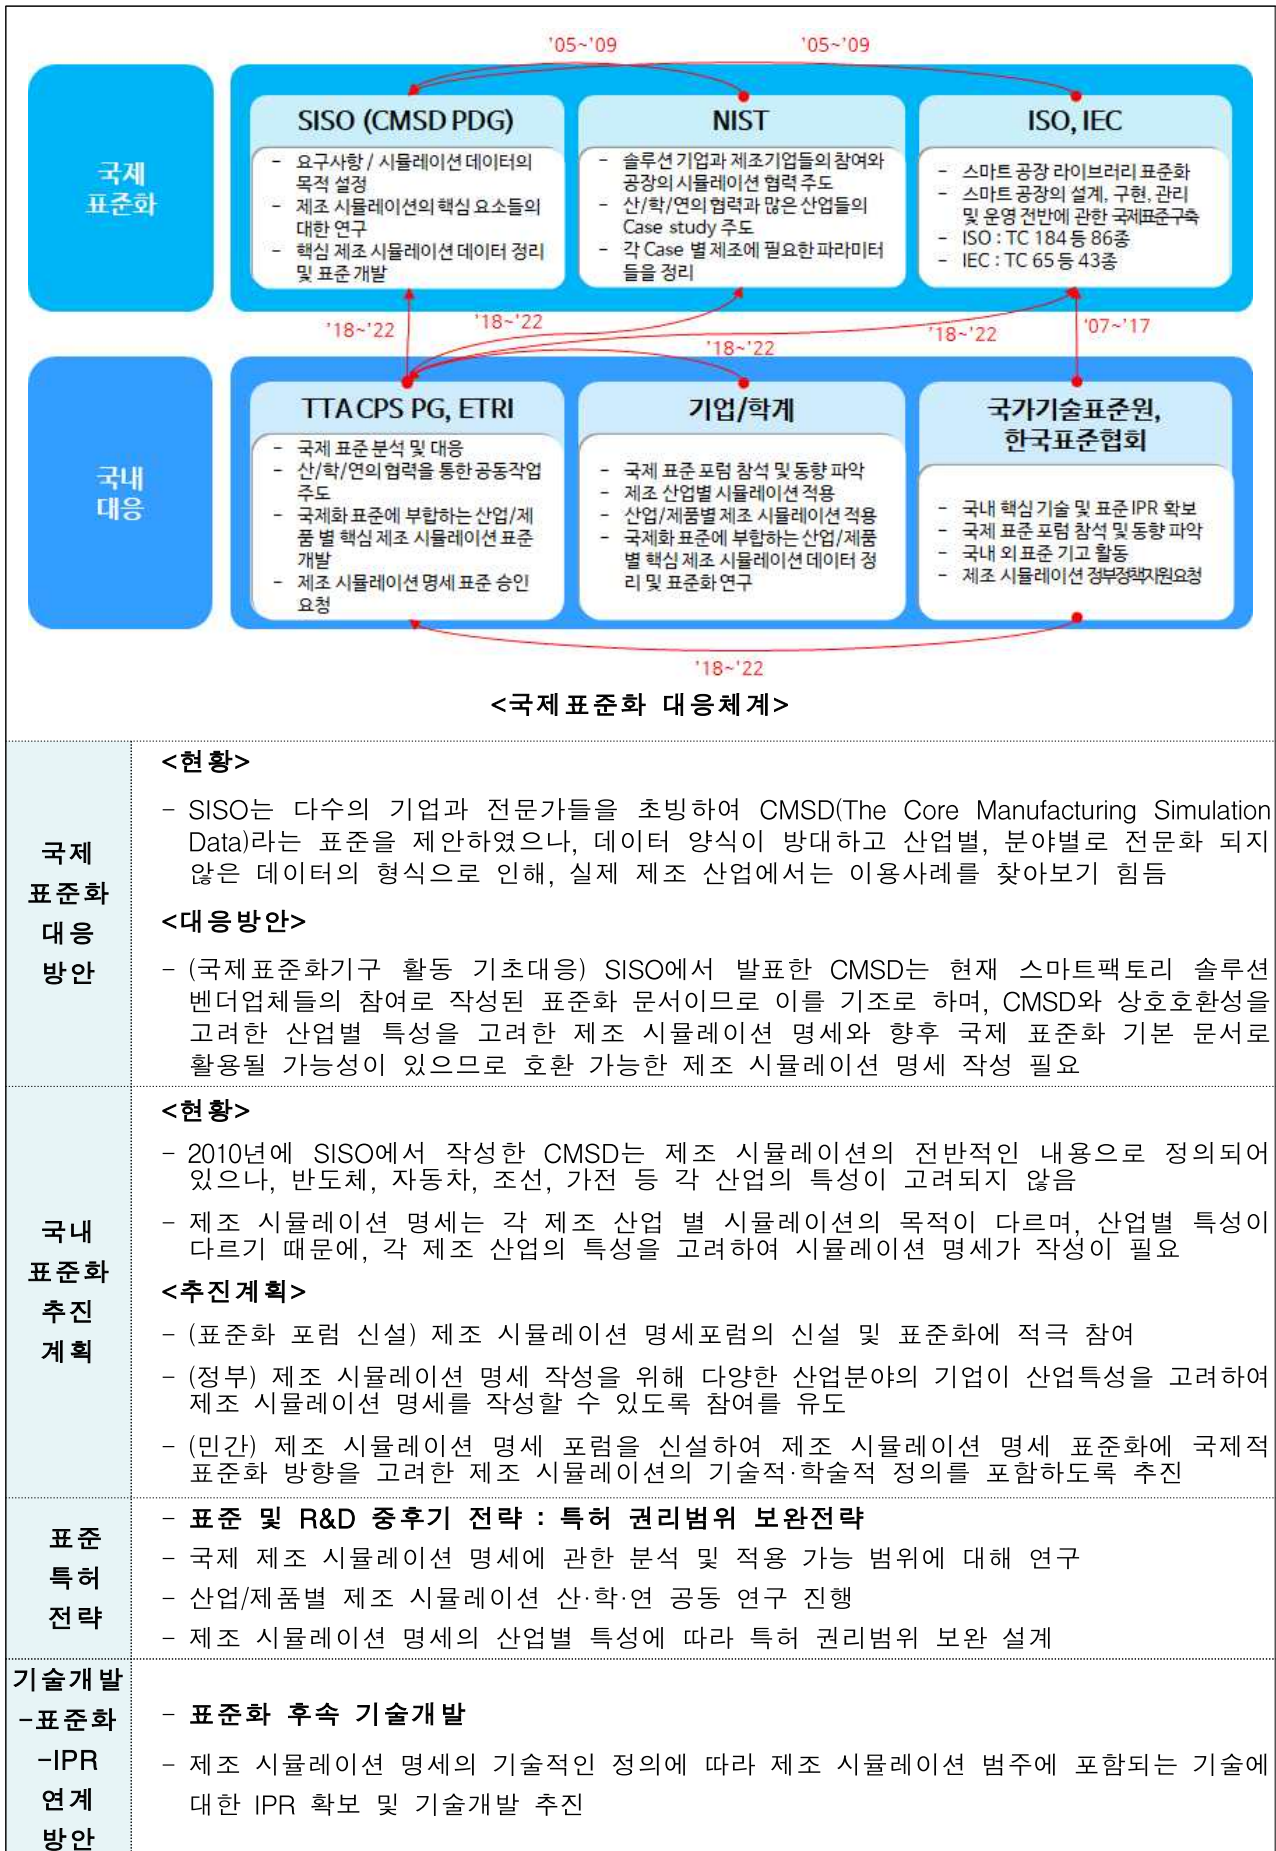 '05~'09
'05~'09
국제
표준화
SISO (CMSD PDG)
- 요구사항 / 시뮬레이션 데이터의
목적 설정
- 제조 시뮬레이션의 핵심 요소들의
대한 연구
- 핵심 제조 시뮬레이션 데이터 정리
및 표준 개발
NIST
- 솔루션 기업과 제조기업들의 참여와
공장의 시뮬레이션 협력 주도
- 산/학/연의 협력과 많은 산업들의
Case study 주도
- 각 Case 별 제조에 필요한 파라미터
들을 정리
ISO, IEC
- 스마트 공장 라이브러리 표준화
- 스마트 공장의 설계, 구현, 관리
및 운영 전반에 관한 국제표준구축
- ISO : TC 184 등 86종
- IEC : TC 65 등 43종
'18~'22
'18~'22
'18~'22
'18~'22
'07~'17
국내
대응
TTA CPS PG, ETRI
- 국제 표준 분석 및 대응
- 산/학/연의 협력을 통한 공동작업
주도
- 국제화 표준에 부합하는 산업/제
품 별 핵심 제조 시뮬레이션 표준
개발
- 제조 시뮬레이션 명세 표준 승인
요청
기업/학계
- 국제 표준 포럼 참석 및 동향 파악
- 제조 산업별 시뮬레이션 적용
- 산업/제품별 제조 시뮬레이션 적용
- 국제화 표준에 부합하는 산업/제품
별 핵심 제조 시뮬레이션 데이터 정
리 및 표준화 연구
국가기술표준원,
한국표준협회
- 국내 핵심 기술 및 표준 IPR 확보
- 국제 표준 포럼 참석 및 동향 파악
- 국내 외 표준 기고 활동
- 제조 시뮬레이션 정부정책지원요청
'18~'22
<국제표준화 대응체계>
국제
표준화
대응
방안
<현황>
- SISO는 다수의 기업과 전문가들을 초빙하여 CMSD(The Core Manufacturing Simulation
Data)라는 표준을 제안하였으나, 데이터 양식이 방대하고 산업별, 분야별로 전문화 되지
않은 데이터의 형식으로 인해, 실제 제조 산업에서는 이용사례를 찾아보기 힘듬
<대응방안>
- (국제표준화기구 활동 기초대응) SISO에서 발표한 CMSD는 현재 스마트팩토리 솔루션
벤더업체들의 참여로 작성된 표준화 문서이므로 이를 기조로 하며, CMSD와 상호호환성을
고려한 산업별 특성을 고려한 제조 시뮬레이션 명세와 향후 국제 표준화 기본 문서로
활용될 가능성이 있으므로 호환 가능한 제조 시뮬레이션 명세 작성 필요
국내
표준화
추진
계획
<현황>
- 2010년에 SISO에서 작성한 CMSD는 제조 시뮬레이션의 전반적인 내용으로 정의되어
있으나, 반도체, 자동차, 조선, 가전 등 각 산업의 특성이 고려되지 않음
- 제조 시뮬레이션 명세는 각 제조 산업 별 시뮬레이션의 목적이 다르며, 산업별 특성이
다르기 때문에, 각 제조 산업의 특성을 고려하여 시뮬레이션 명세가 작성이 필요
<추진계획>
- (표준화 포럼 신설) 제조 시뮬레이션 명세포럼의 신설 및 표준화에 적극 참여
- (정부) 제조 시뮬레이션 명세 작성을 위해 다양한 산업분야의 기업이 산업특성을 고려하여
제조 시뮬레이션 명세를 작성할 수 있도록 참여를 유도
- (민간) 제조 시뮬레이션 명세 포럼을 신설하여 제조 시뮬레이션 명세 표준화에 국제적
표준화 방향을 고려한 제조 시뮬레이션의 기술적·학술적 정의를 포함하도록 추진
표준
특허
전략
- 표준 및 R&D 중후기 전략 : 특허 권리범위 보완전략
- 국제 제조 시뮬레이션 명세에 관한 분석 및 적용 가능 범위에 대해 연구
- 산업/제품별 제조 시뮬레이션 산·학·연 공동 연구 진행
- 제조 시뮬레이션 명세의 산업별 특성에 따라 특허 권리범위 보완 설계
기술개발
-표준화
-IPR
연계
방안
- 표준화 후속 기술개발
- 제조 시뮬레이션 명세의 기술적인 정의에 따라 제조 시뮬레이션 범주에 포함되는 기술에
대한 IPR 확보 및 기술개발 추진